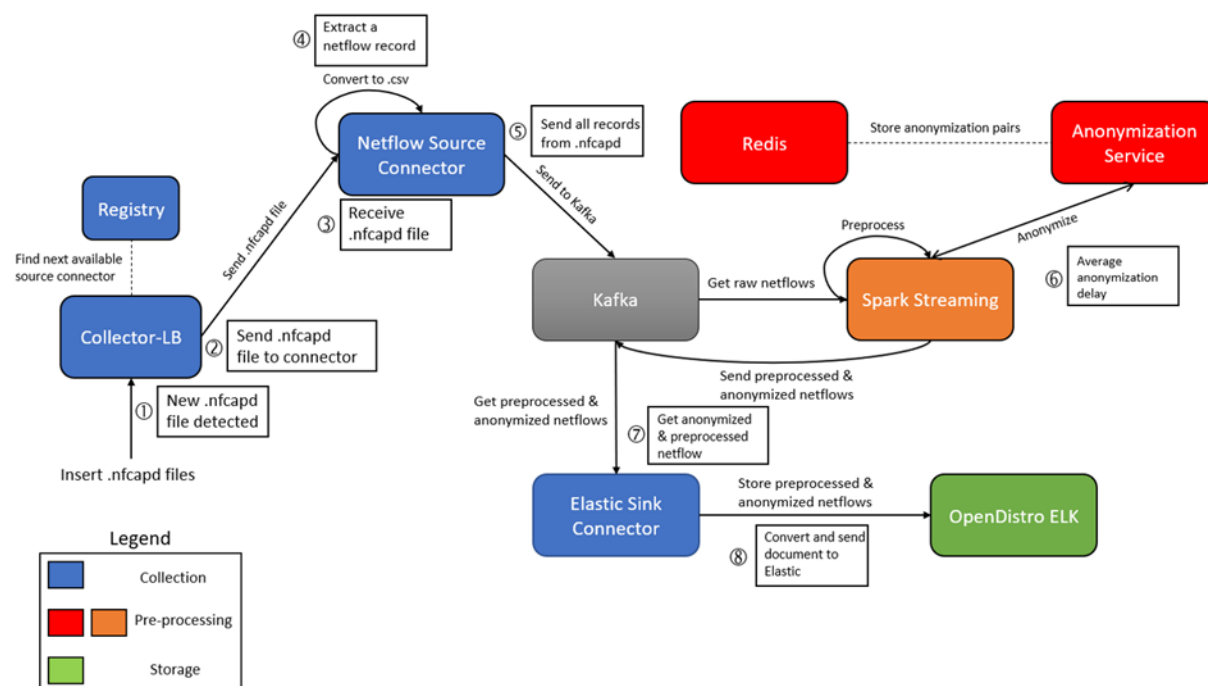 ④
Extract a
netflow record
Convert to .csv
Netflow Source
Connector
⑤
Send all records
from .nfcapd
Redis
Store anonymization pairs
Anonymization
Service
Registry
③
Receive
.nfcapd file
Send .nfcapd file
Send to Kafka
Find next available
source connector
Preprocess
Anonymize
⑥
Average
anonymization
delay
Kafka
Get raw netflows
Spark Streaming
Collector-LB
②
Send .nfcapd
file to connector
Send preprocessed &
anonymized netflows
①
New .nfcapd
file detected
Get preprocessed &
anonymized netflows
⑦
Get anonymized
& preprocessed
netflow
Insert .nfcapd files
Elastic Sink
Connector
Store preprocessed &
anonymized netflows
OpenDistro ELK
⑧
Convert and send
document to
Elastic
Legend
Collection
Pre-processing
Storage